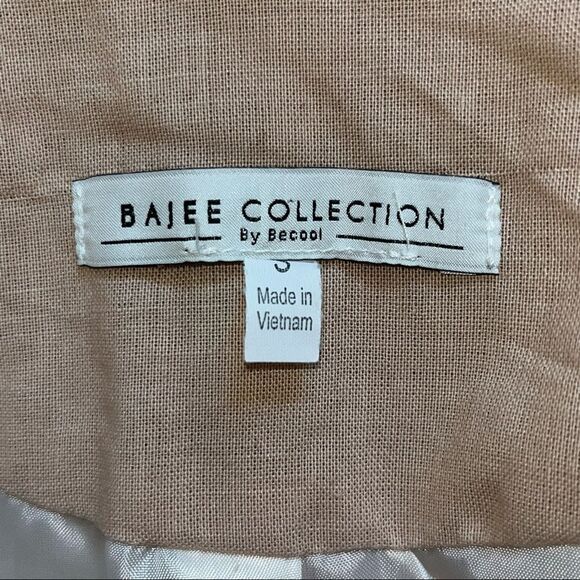 BAJEE COLLECTION
By Becool
S
Made in
Vietnam